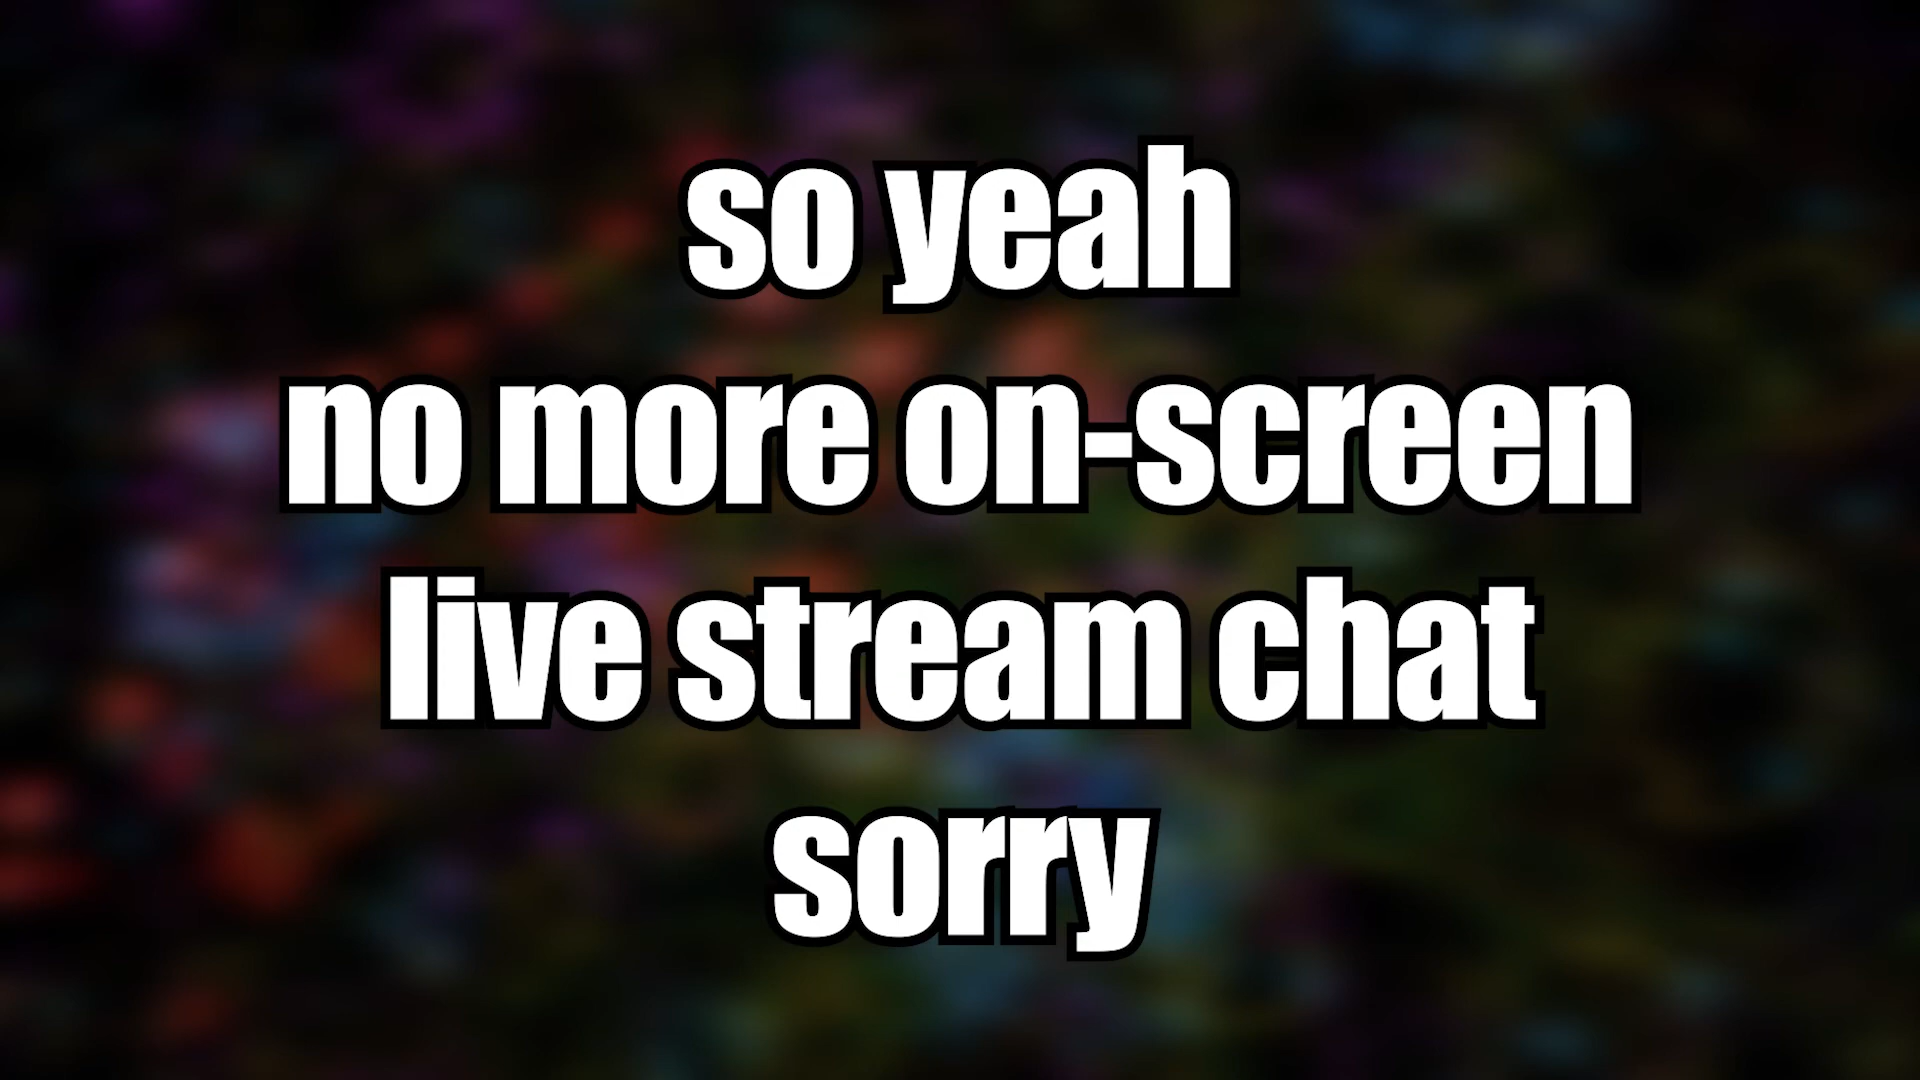 so yeah
no more on-screen
live stream chat
sorry